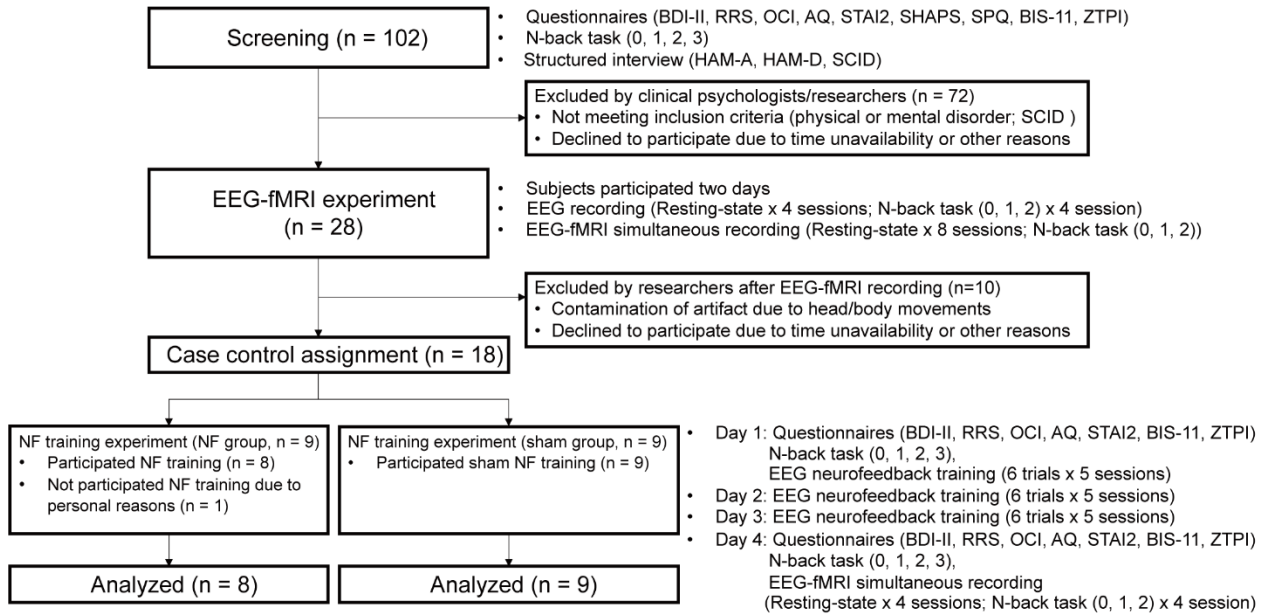 Screening (n = 102)
• Questionnaires (BDI-II, RRS, OCI, AQ, STAI2, SHAPS, SPQ, BIS-11, ZTPI)
• N-back task (0, 1, 2, 3)
• Structured interview (HAM-A, HAM-D, SCID)
Excluded by clinical psychologists/researchers (n = 72)
• Not meeting inclusion criteria (physical or mental disorder; SCID )
• Declined to participate due to time unavailability or other reasons
EEG-fMRI experiment
(n = 28)
• Subjects participated two days
• EEG recording (Resting-state x 4 sessions; N-back task (0, 1, 2) x 4 session)
• EEG-fMRI simultaneous recording (Resting-state x 8 sessions; N-back task (0, 1, 2))
Excluded by researchers after EEG-fMRI recording (n=10)
• Contamination of artifact due to head/body movements
• Declined to participate due to time unavailability or other reasons
Case control assignment (n = 18)
NF training experiment (NF group, n = 9)
• Participated NF training (n = 8)
• Not participated NF training due to
personal reasons (n = 1)
NF training experiment (sham group, n = 9)
• Participated sham NF training (n = 9)
• Day 1: Questionnaires (BDI-II, RRS, OCI, AQ, STAI2, BIS-11, ZTPI)
N-back task (0, 1, 2, 3),
EEG neurofeedback training (6 trials x 5 sessions)
• Day 2: EEG neurofeedback training (6 trials x 5 sessions)
• Day 3: EEG neurofeedback training (6 trials x 5 sessions)
• Day 4: Questionnaires (BDI-II, RRS, OCI, AQ, STAI2, BIS-11, ZTPI)
N-back task (0, 1, 2, 3),
EEG-fMRI simultaneous recording
(Resting-state x 4 sessions; N-back task (0, 1, 2) x 4 session)
Analyzed (n = 8)
Analyzed (n = 9)